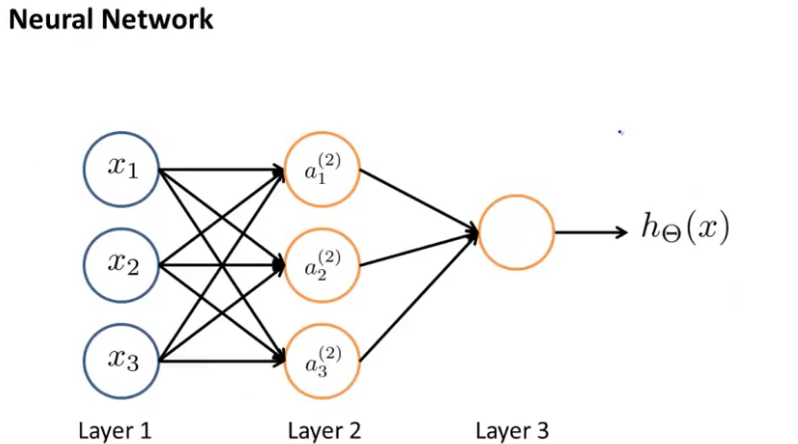 Neural Network
x₁
a₁⁽²⁾
x₂
a₂⁽²⁾
x₃
a₃⁽²⁾
h_Θ(x)
Layer 1
Layer 2
Layer 3